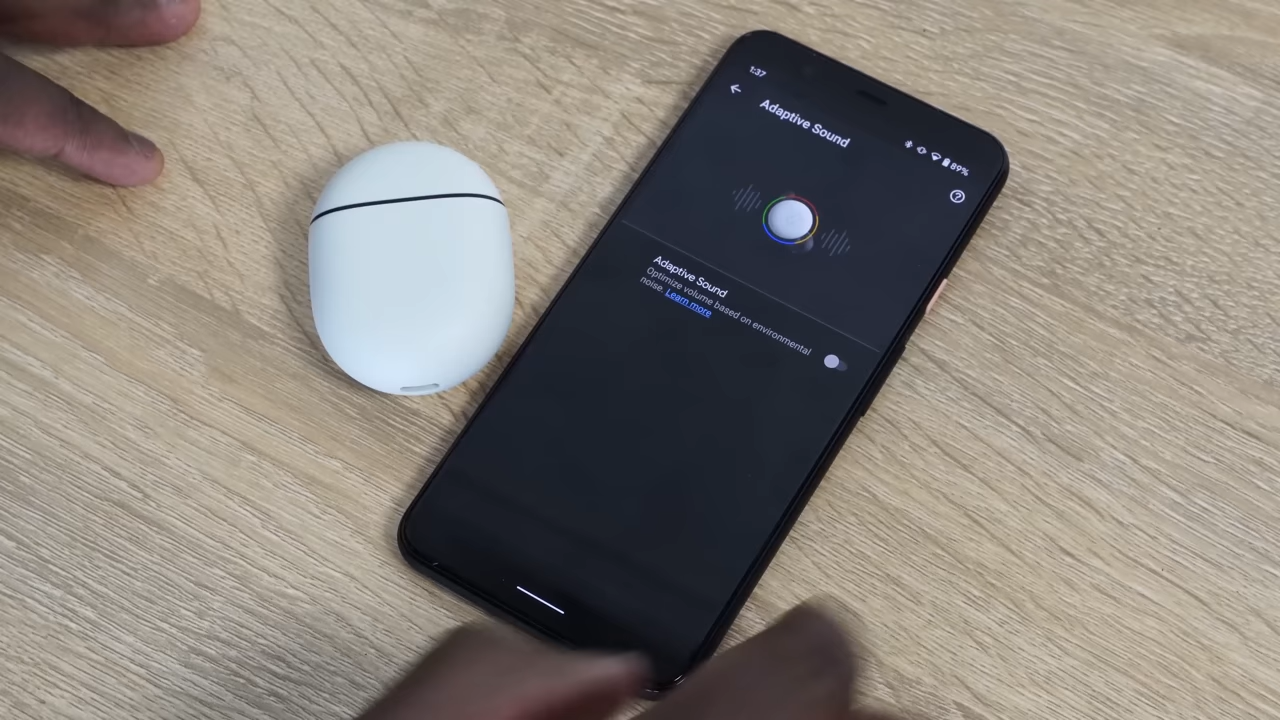 1:37
89%
Adaptive Sound
Adaptive Sound
Optimize volume based on environmental
noise. Learn more